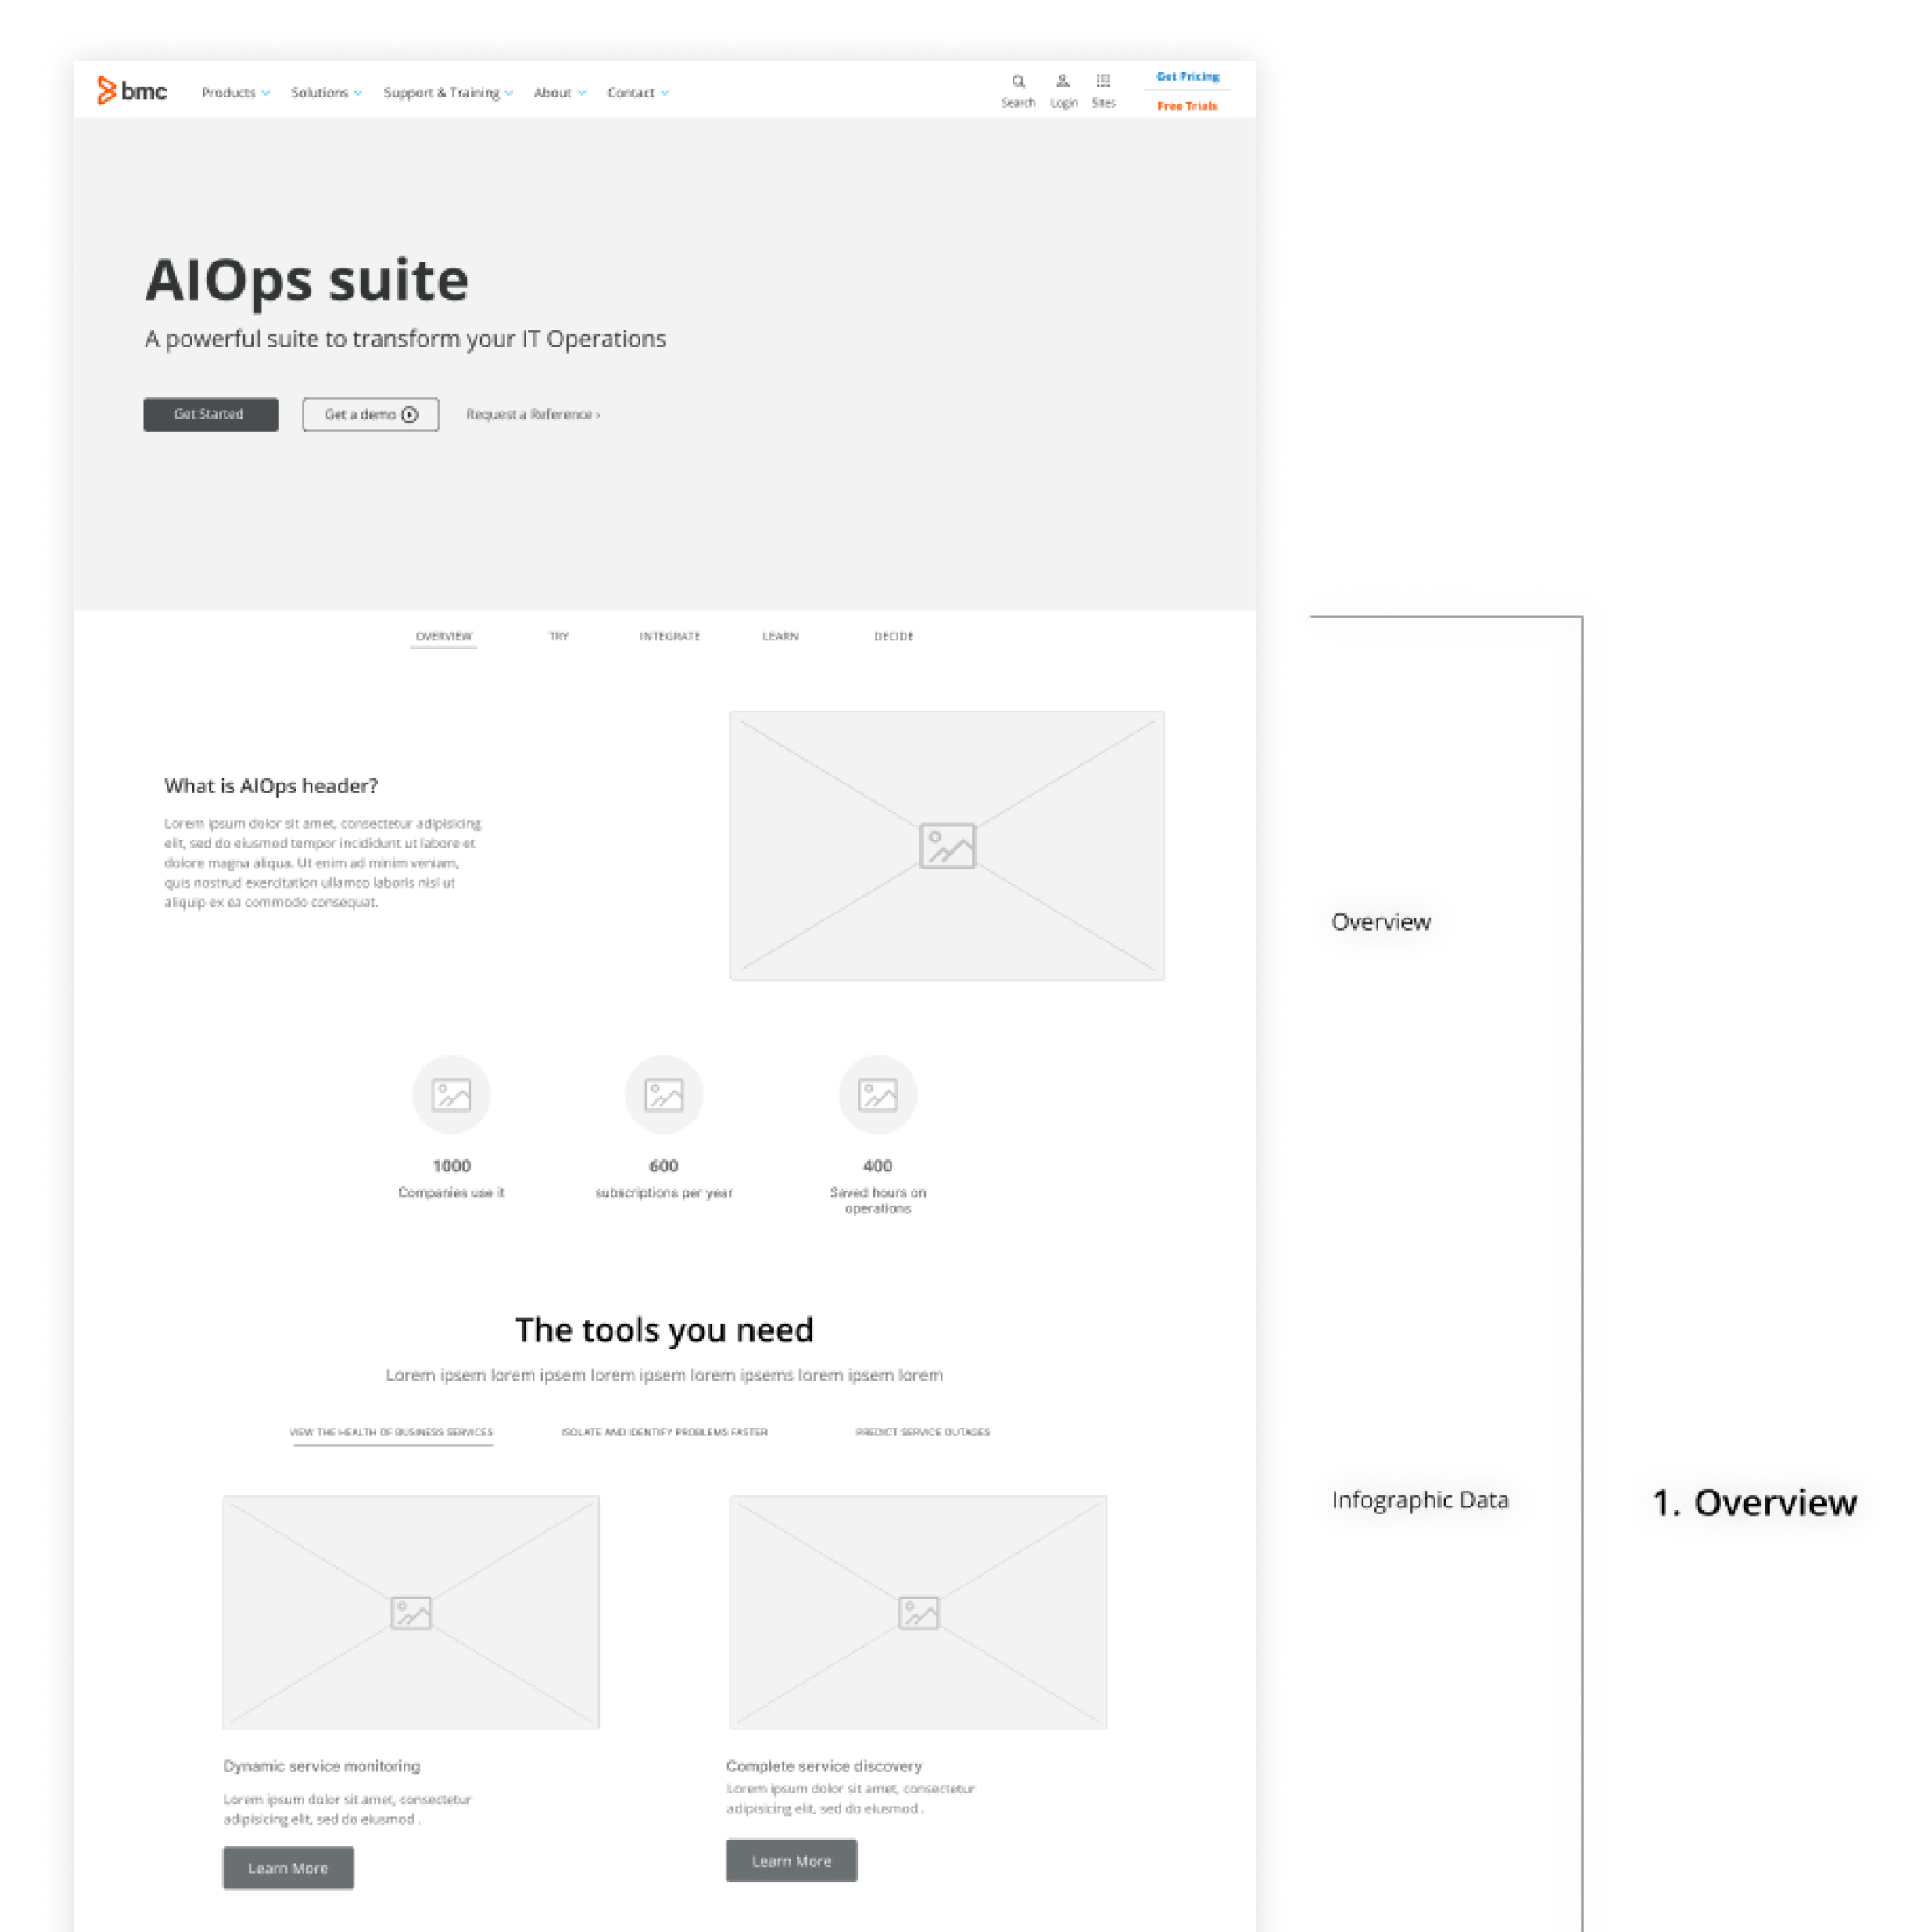 bmc
Products
Solutions
Support & Training
About
Contact
Search
Login
Sites
Get Pricing
Free Trials
AIOps suite
A powerful suite to transform your IT Operations
Get Started
Get a demo
Request a Reference ›
OVERVIEW
TRY
INTEGRATE
LEARN
DECIDE
What is AIOps header?
Lorem ipsum dolor sit amet, consectetur adipisicing
elit, sed do eiusmod tempor incididunt ut labore et
dolore magna aliqua. Ut enim ad minim veniam,
quis nostrud exercitation ullamco laboris nisi ut
aliquip ex ea commodo consequat.
Overview
1000
Companies use it
600
subscriptions per year
400
Saved hours on
operations
The tools you need
Lorem ipsem lorem ipsem lorem ipsem lorem ipsems lorem ipsem lorem
VIEW THE HEALTH OF BUSINESS SERVICES
ISOLATE AND IDENTIFY PROBLEMS FASTER
PREDICT SERVICE OUTAGES
Infographic Data
1. Overview
Dynamic service monitoring
Lorem ipsum dolor sit amet, consectetur
adipisicing elit, sed do eiusmod .
Learn More
Complete service discovery
Lorem ipsum dolor sit amet, consectetur
adipisicing elit, sed do eiusmod .
Learn More